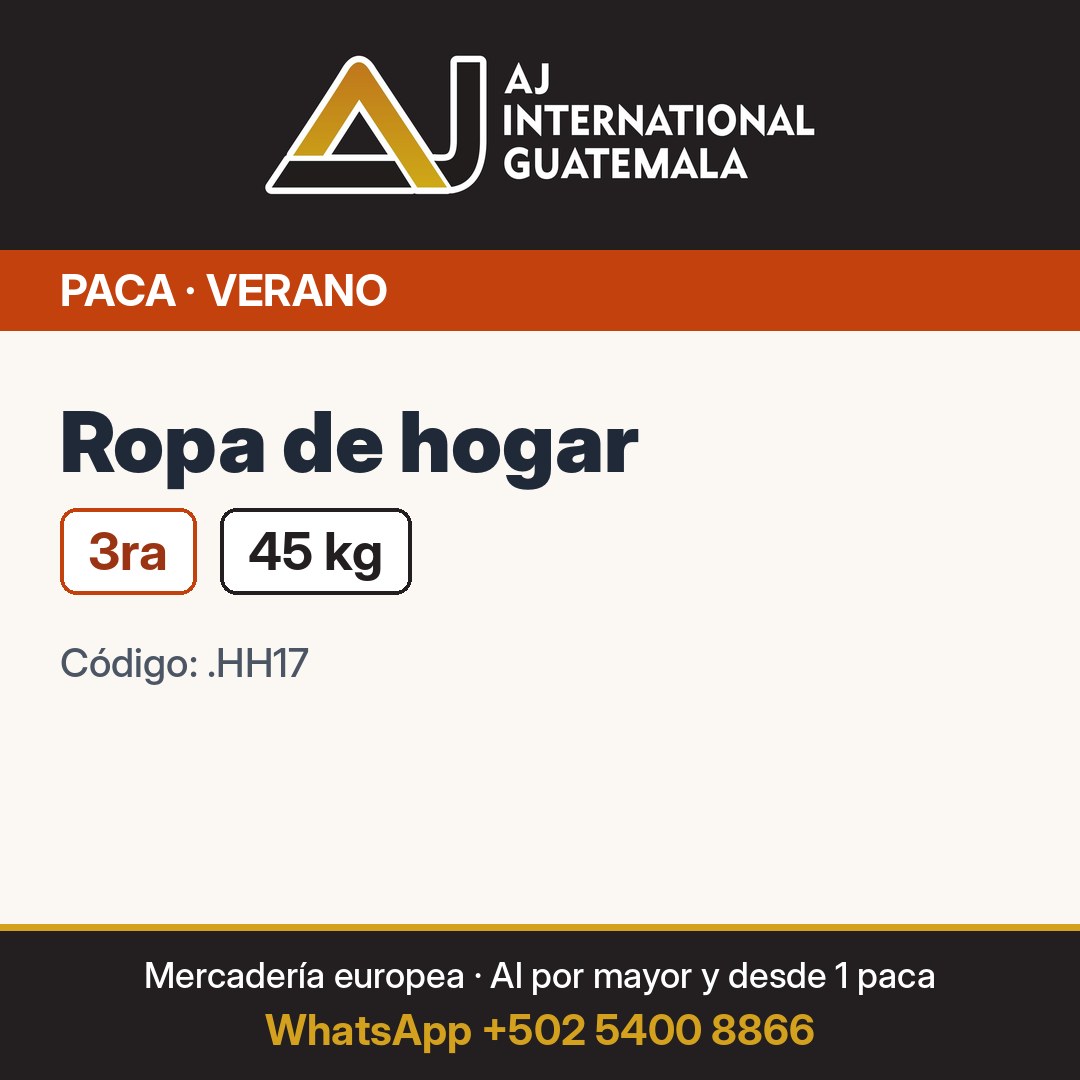 AJ
AJ
INTERNATIONAL
GUATEMALA
PACA · VERANO
Ropa de hogar
3ra
45 kg
Código: .HH17
Mercadería europea · Al por mayor y desde 1 paca
WhatsApp +502 5400 8866